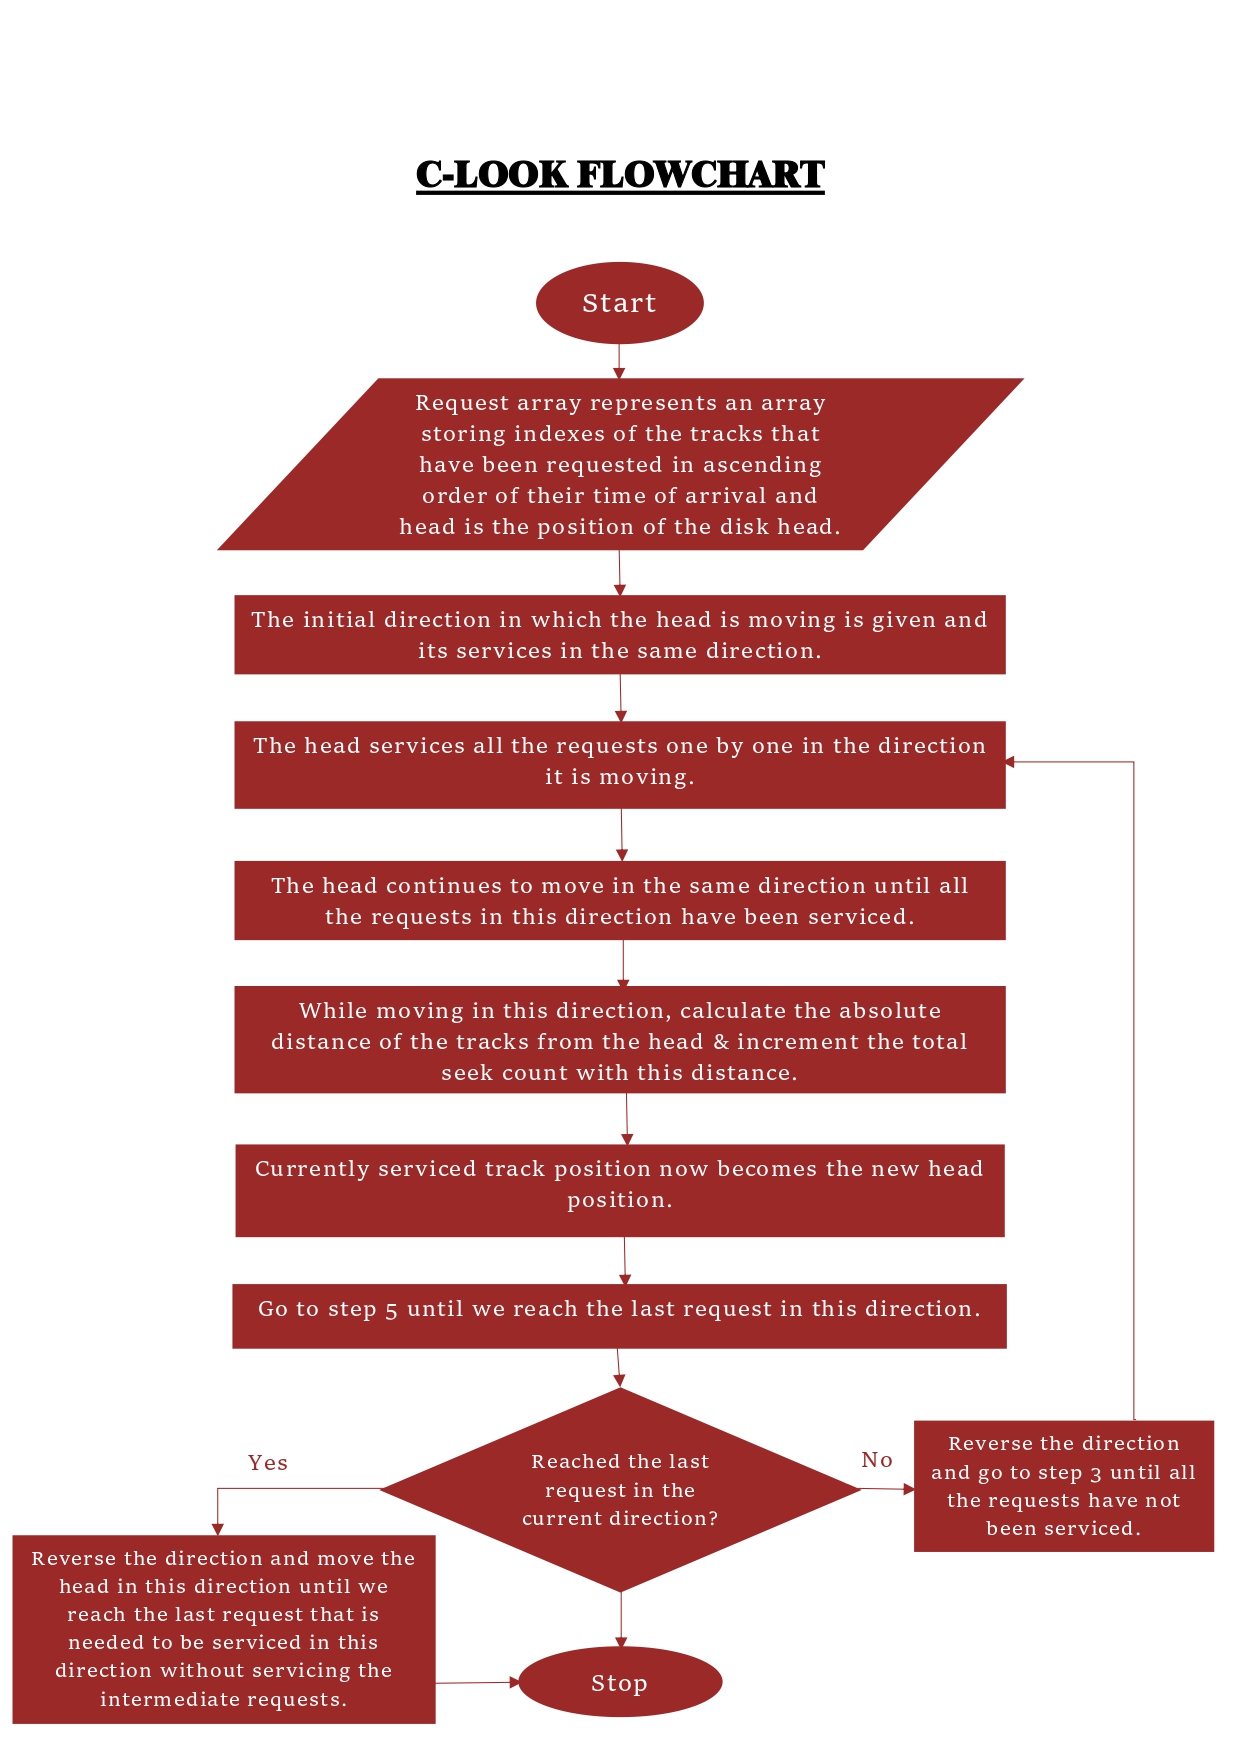 C-LOOK FLOWCHART
Start
Request array represents an array
storing indexes of the tracks that
have been requested in ascending
order of their time of arrival and
head is the position of the disk head.
The initial direction in which the head is moving is given and
its services in the same direction.
The head services all the requests one by one in the direction
it is moving.
The head continues to move in the same direction until all
the requests in this direction have been serviced.
While moving in this direction, calculate the absolute
distance of the tracks from the head & increment the total
seek count with this distance.
Currently serviced track position now becomes the new head
position.
Go to step 5 until we reach the last request in this direction.
Reached the last
request in the
current direction?
Yes
No
Reverse the direction
and go to step 3 until all
the requests have not
been serviced.
Reverse the direction and move the
head in this direction until we
reach the last request that is
needed to be serviced in this
direction without servicing the
intermediate requests.
Stop